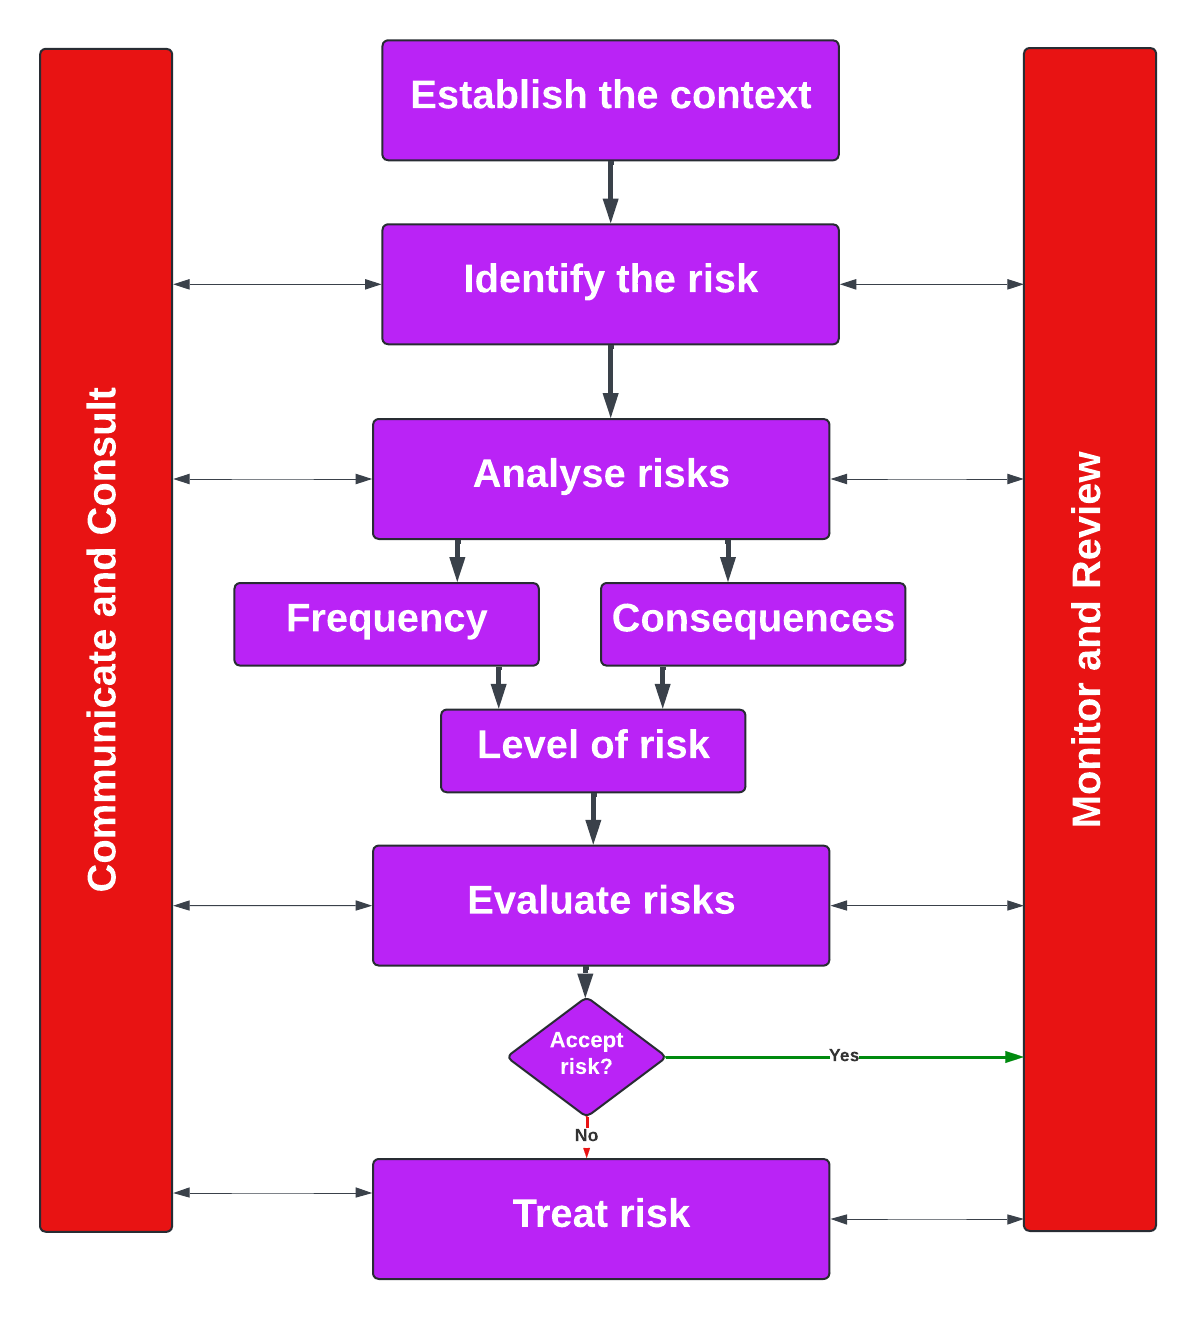 Establish the context
Identify the risk
Analyse risks
Frequency
Consequences
Level of risk
Evaluate risks
Accept
risk?
Yes
No
Treat risk
Communicate and Consult
Monitor and Review